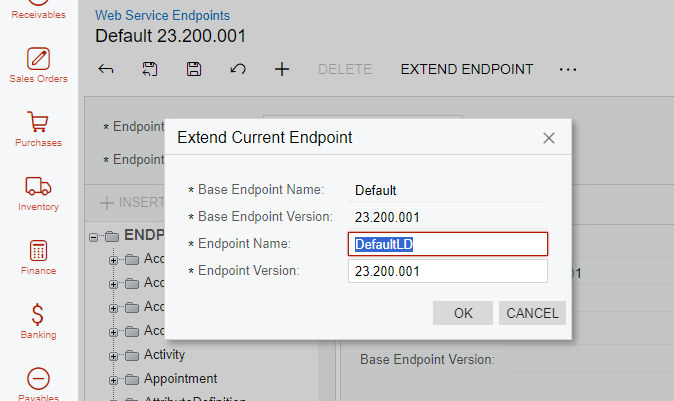 Receivables
Sales Orders
Purchases
Inventory
Finance
$
Banking
Payables
Web Service Endpoints
Default 23.200.001
DELETE
EXTEND ENDPOINT
* Endpoint
* Endpoint
INSERT
Extend Current Endpoint
* Base Endpoint Name: Default
* Base Endpoint Version: 23.200.001
* Endpoint Name: DefaultLD
* Endpoint Version: 23.200.001
OK CANCEL
ENDP
Acc
Acc
Acc
Acc
Activity
Appointment
AttributeDefinition
Base Endpoint Version: